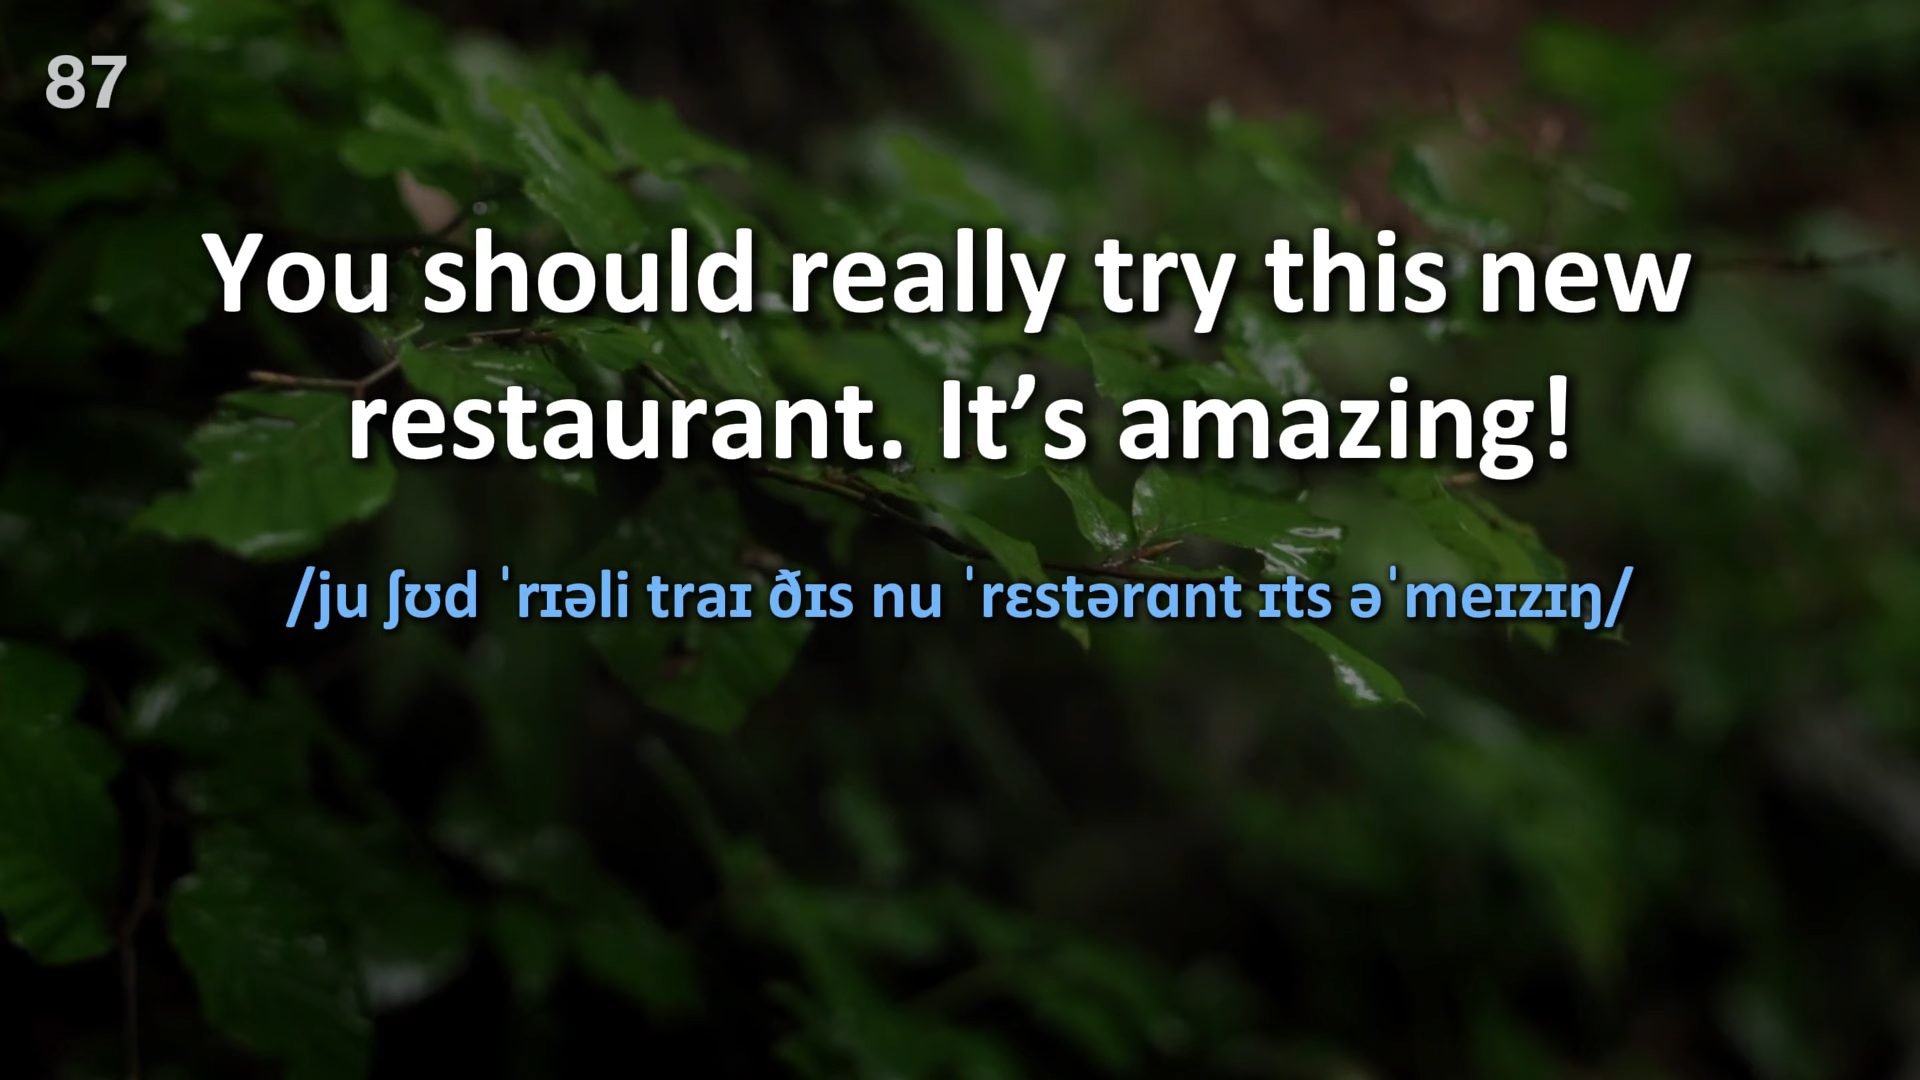 87
You should really try this new
restaurant. It’s amazing!
/ju ʃʊd ˈrɪəli traɪ ðɪs nu ˈrɛstərɑnt ɪts əˈmeɪzɪŋ/